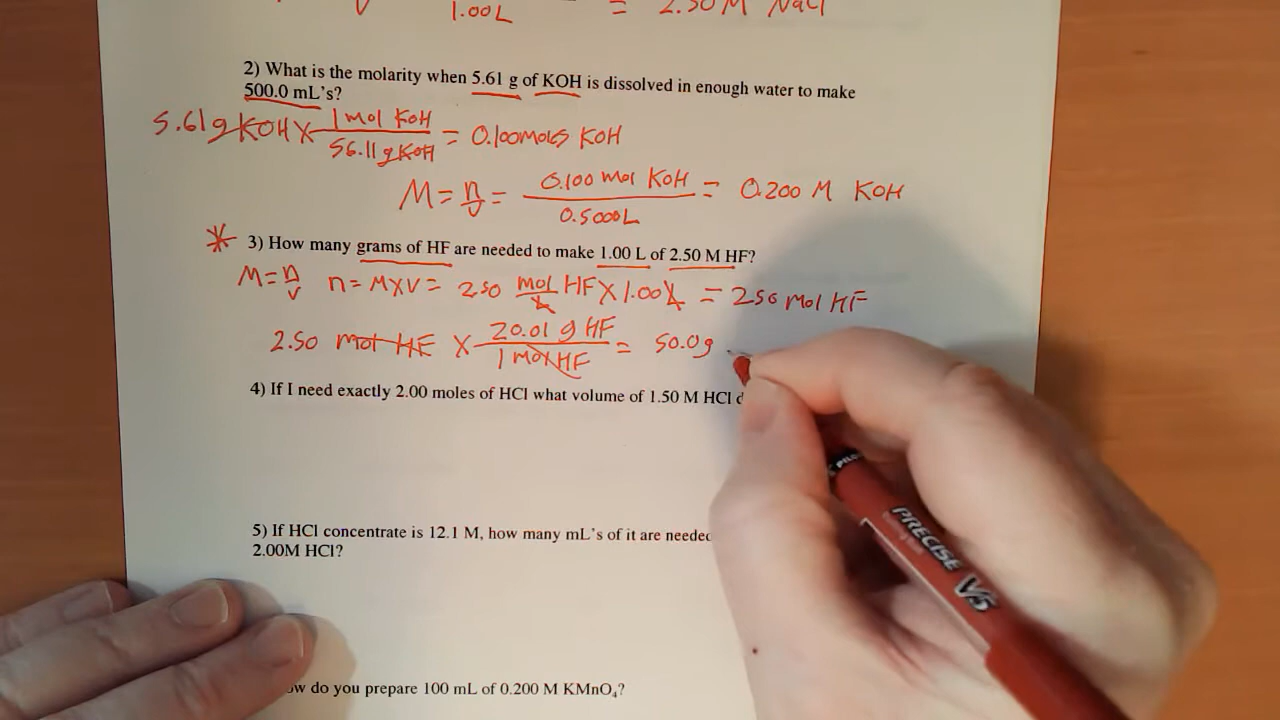 1.00L = 2.50 M NaCl
2) What is the molarity when 5.61 g of KOH is dissolved in enough water to make
500.0 mL's?
5.61g KOH X 1 mol KOH / 56.11 g KOH = 0.100 moles KOH
M = n/v = 0.100 mol KOH / 0.5000L = 0.200 M KOH
* 3) How many grams of HF are needed to make 1.00 L of 2.50 M HF?
M = n/v n = M X V = 2.50 mol/L HF X 1.00 L = 2.50 mol HF
2.50 mol HF X 20.01 g HF / 1 mol HF = 50.0g
4) If I need exactly 2.00 moles of HCl what volume of 1.50 M HCl
5) If HCl concentrate is 12.1 M, how many mL's of it are needed
2.00M HCl?
do you prepare 100 mL of 0.200 M KMnO₄?
PILOT
PRECISE V5